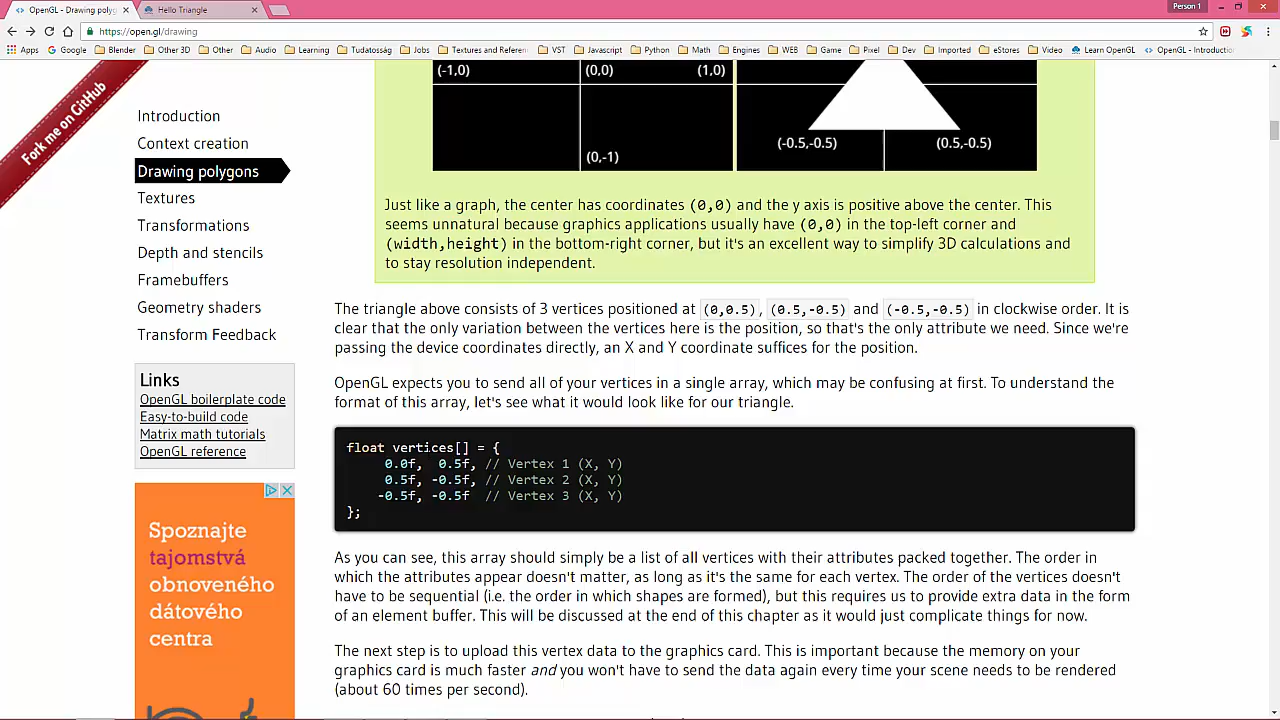 OpenGL - Drawing polyg
Hello Triangle
Person 1
https://open.gl/drawing
Apps Google Blender Other 3D Other Audio Learning Tudatosság Jobs Textures and Referen VST Javascript Python Math Engines WEB Game Pixel Dev Imported eStores Video Learn OpenGL OpenGL - Introductio
Fork me on GitHub
Introduction
Context creation
Drawing polygons
Textures
Transformations
Depth and stencils
Framebuffers
Geometry shaders
Transform Feedback
Links
OpenGL boilerplate code
Easy-to-build code
Matrix math tutorials
OpenGL reference
Spoznajte
tajomstvá
obnoveného
dátového
centra
(-1,0) (0,0) (1,0)
(0,-1)
(-0.5,-0.5) (0.5,-0.5)
Just like a graph, the center has coordinates (0,0) and the y axis is positive above the center. This
seems unnatural because graphics applications usually have (0,0) in the top-left corner and
(width,height) in the bottom-right corner, but it's an excellent way to simplify 3D calculations and
to stay resolution independent.
The triangle above consists of 3 vertices positioned at (0,0.5), (0.5,-0.5) and (-0.5,-0.5) in clockwise order. It is
clear that the only variation between the vertices here is the position, so that's the only attribute we need. Since we're
passing the device coordinates directly, an X and Y coordinate suffices for the position.
OpenGL expects you to send all of your vertices in a single array, which may be confusing at first. To understand the
format of this array, let's see what it would look like for our triangle.
float vertices[] = {
0.0f, 0.5f, // Vertex 1 (X, Y)
0.5f, -0.5f, // Vertex 2 (X, Y)
-0.5f, -0.5f // Vertex 3 (X, Y)
};
As you can see, this array should simply be a list of all vertices with their attributes packed together. The order in
which the attributes appear doesn't matter, as long as it's the same for each vertex. The order of the vertices doesn't
have to be sequential (i.e. the order in which shapes are formed), but this requires us to provide extra data in the form
of an element buffer. This will be discussed at the end of this chapter as it would just complicate things for now.
The next step is to upload this vertex data to the graphics card. This is important because the memory on your
graphics card is much faster and you won't have to send the data again every time your scene needs to be rendered
(about 60 times per second).